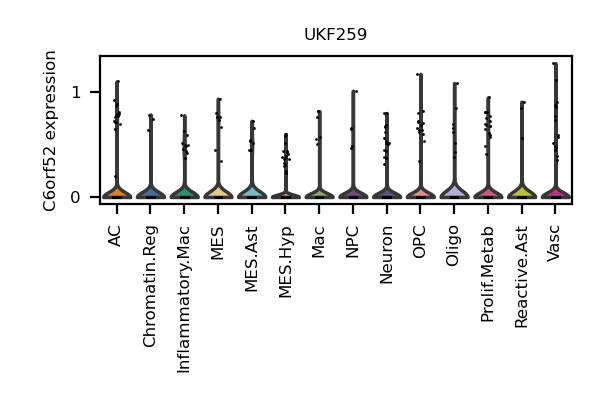 UKF259
C6orf52 expression
1
0
AC
Chromatin.Reg
Inflammatory.Mac
MES
MES.Ast
MES.Hyp
Mac
NPC
Neuron
OPC
Oligo
Prolif.Metab
Reactive.Ast
Vasc